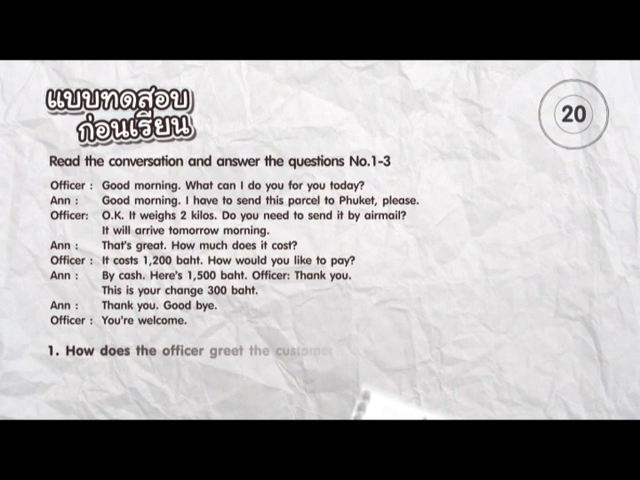 แบบทดสอบ
ก่อนเรียน
20
Read the conversation and answer the questions No.1-3
Officer : Good morning. What can I do you for you today?
Ann : Good morning. I have to send this parcel to Phuket, please.
Officer: O.K. It weighs 2 kilos. Do you need to send it by airmail?
It will arrive tomorrow morning.
Ann : That's great. How much does it cost?
Officer : It costs 1,200 baht. How would you like to pay?
Ann : By cash. Here's 1,500 baht. Officer: Thank you.
This is your change 300 baht.
Ann : Thank you. Good bye.
Officer : You're welcome.
1. How does the officer greet the customer